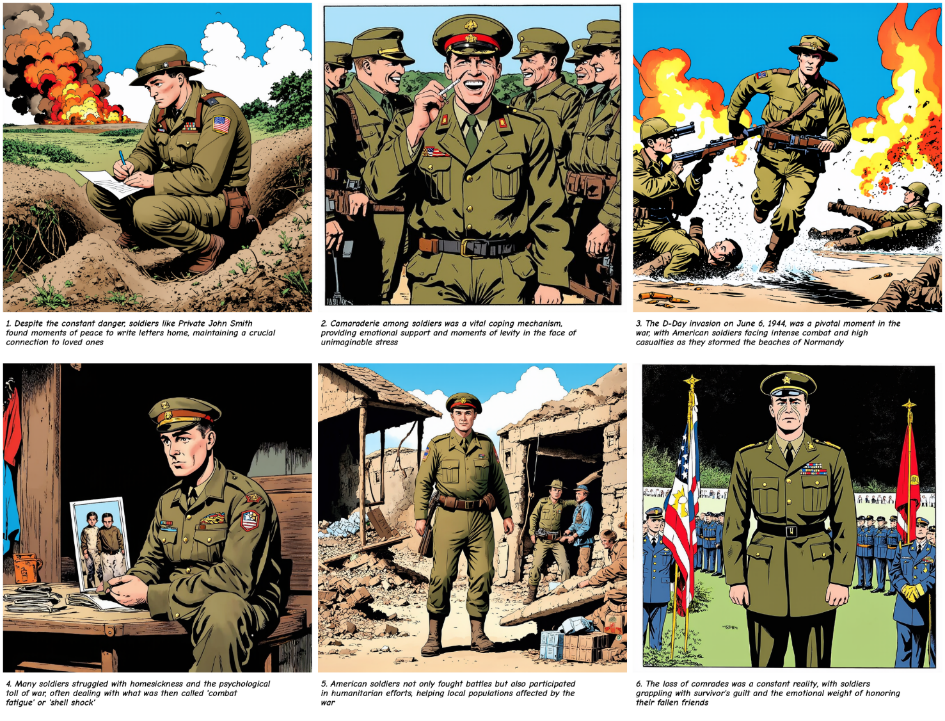 1. Despite the constant danger, soldiers like Private John Smith
found moments of peace to write letters home, maintaining a crucial
connection to loved ones
2. Camaraderie among soldiers was a vital coping mechanism,
providing emotional support and moments of levity in the face of
unimaginable stress
3. The D-Day invasion on June 6, 1944, was a pivotal moment in the
war, with American soldiers facing intense combat and high
casualties as they stormed the beaches of Normandy
4. Many soldiers struggled with homesickness and the psychological
toll of war, often dealing with what was then called 'combat
fatigue' or 'shell shock'
5. American soldiers not only fought battles but also participated
in humanitarian efforts, helping local populations affected by the
war
6. The loss of comrades was a constant reality, with soldiers
grappling with survivor's guilt and the emotional weight of honoring
their fallen friends